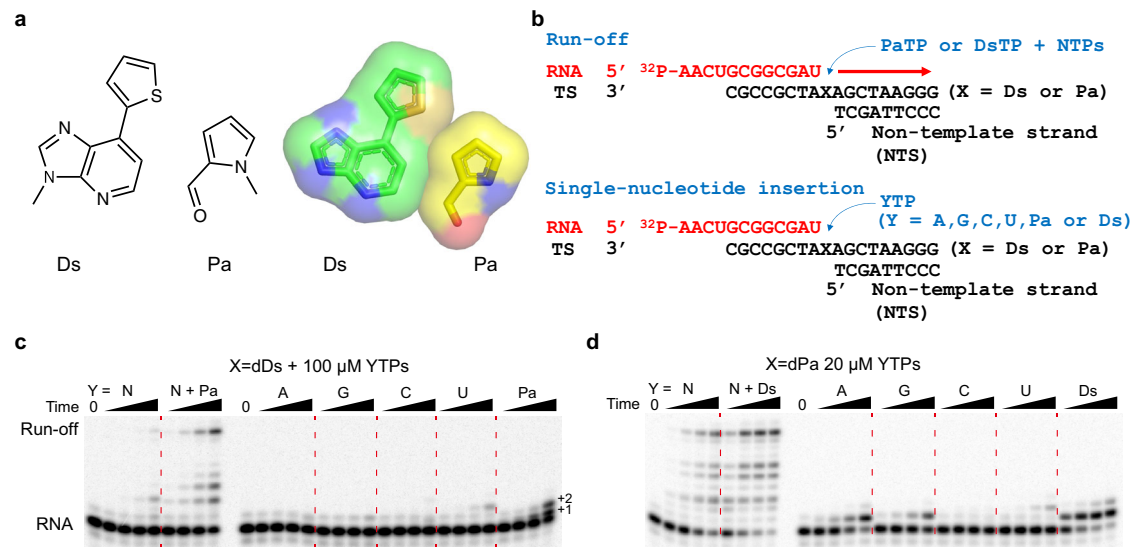 a
S
N
N
N
N
N
O
Ds
Pa
Ds
Pa
b
Run-off
PaTP or DsTP + NTPs
RNA 5’ ³²P-AACUGCGGCGAU
TS 3’ CGCCGCTAXAGCTAAGGG (X = Ds or Pa)
TCGATTCCC
5’ Non-template strand
(NTS)
Single-nucleotide insertion
YTP
(Y = A,G,C,U,Pa or Ds)
RNA 5’ ³²P-AACUGCGGCGAU
TS 3’ CGCCGCTAXAGCTAAGGG (X = Ds or Pa)
TCGATTCCC
5’ Non-template strand
(NTS)
c
X=dDs + 100 µM YTPs
Y = N N + Pa A G C U Pa
Time 0 0
Run-off
+2
+1
RNA
d
X=dPa 20 µM YTPs
Y = N N + Ds A G C U Ds
Time 0 0